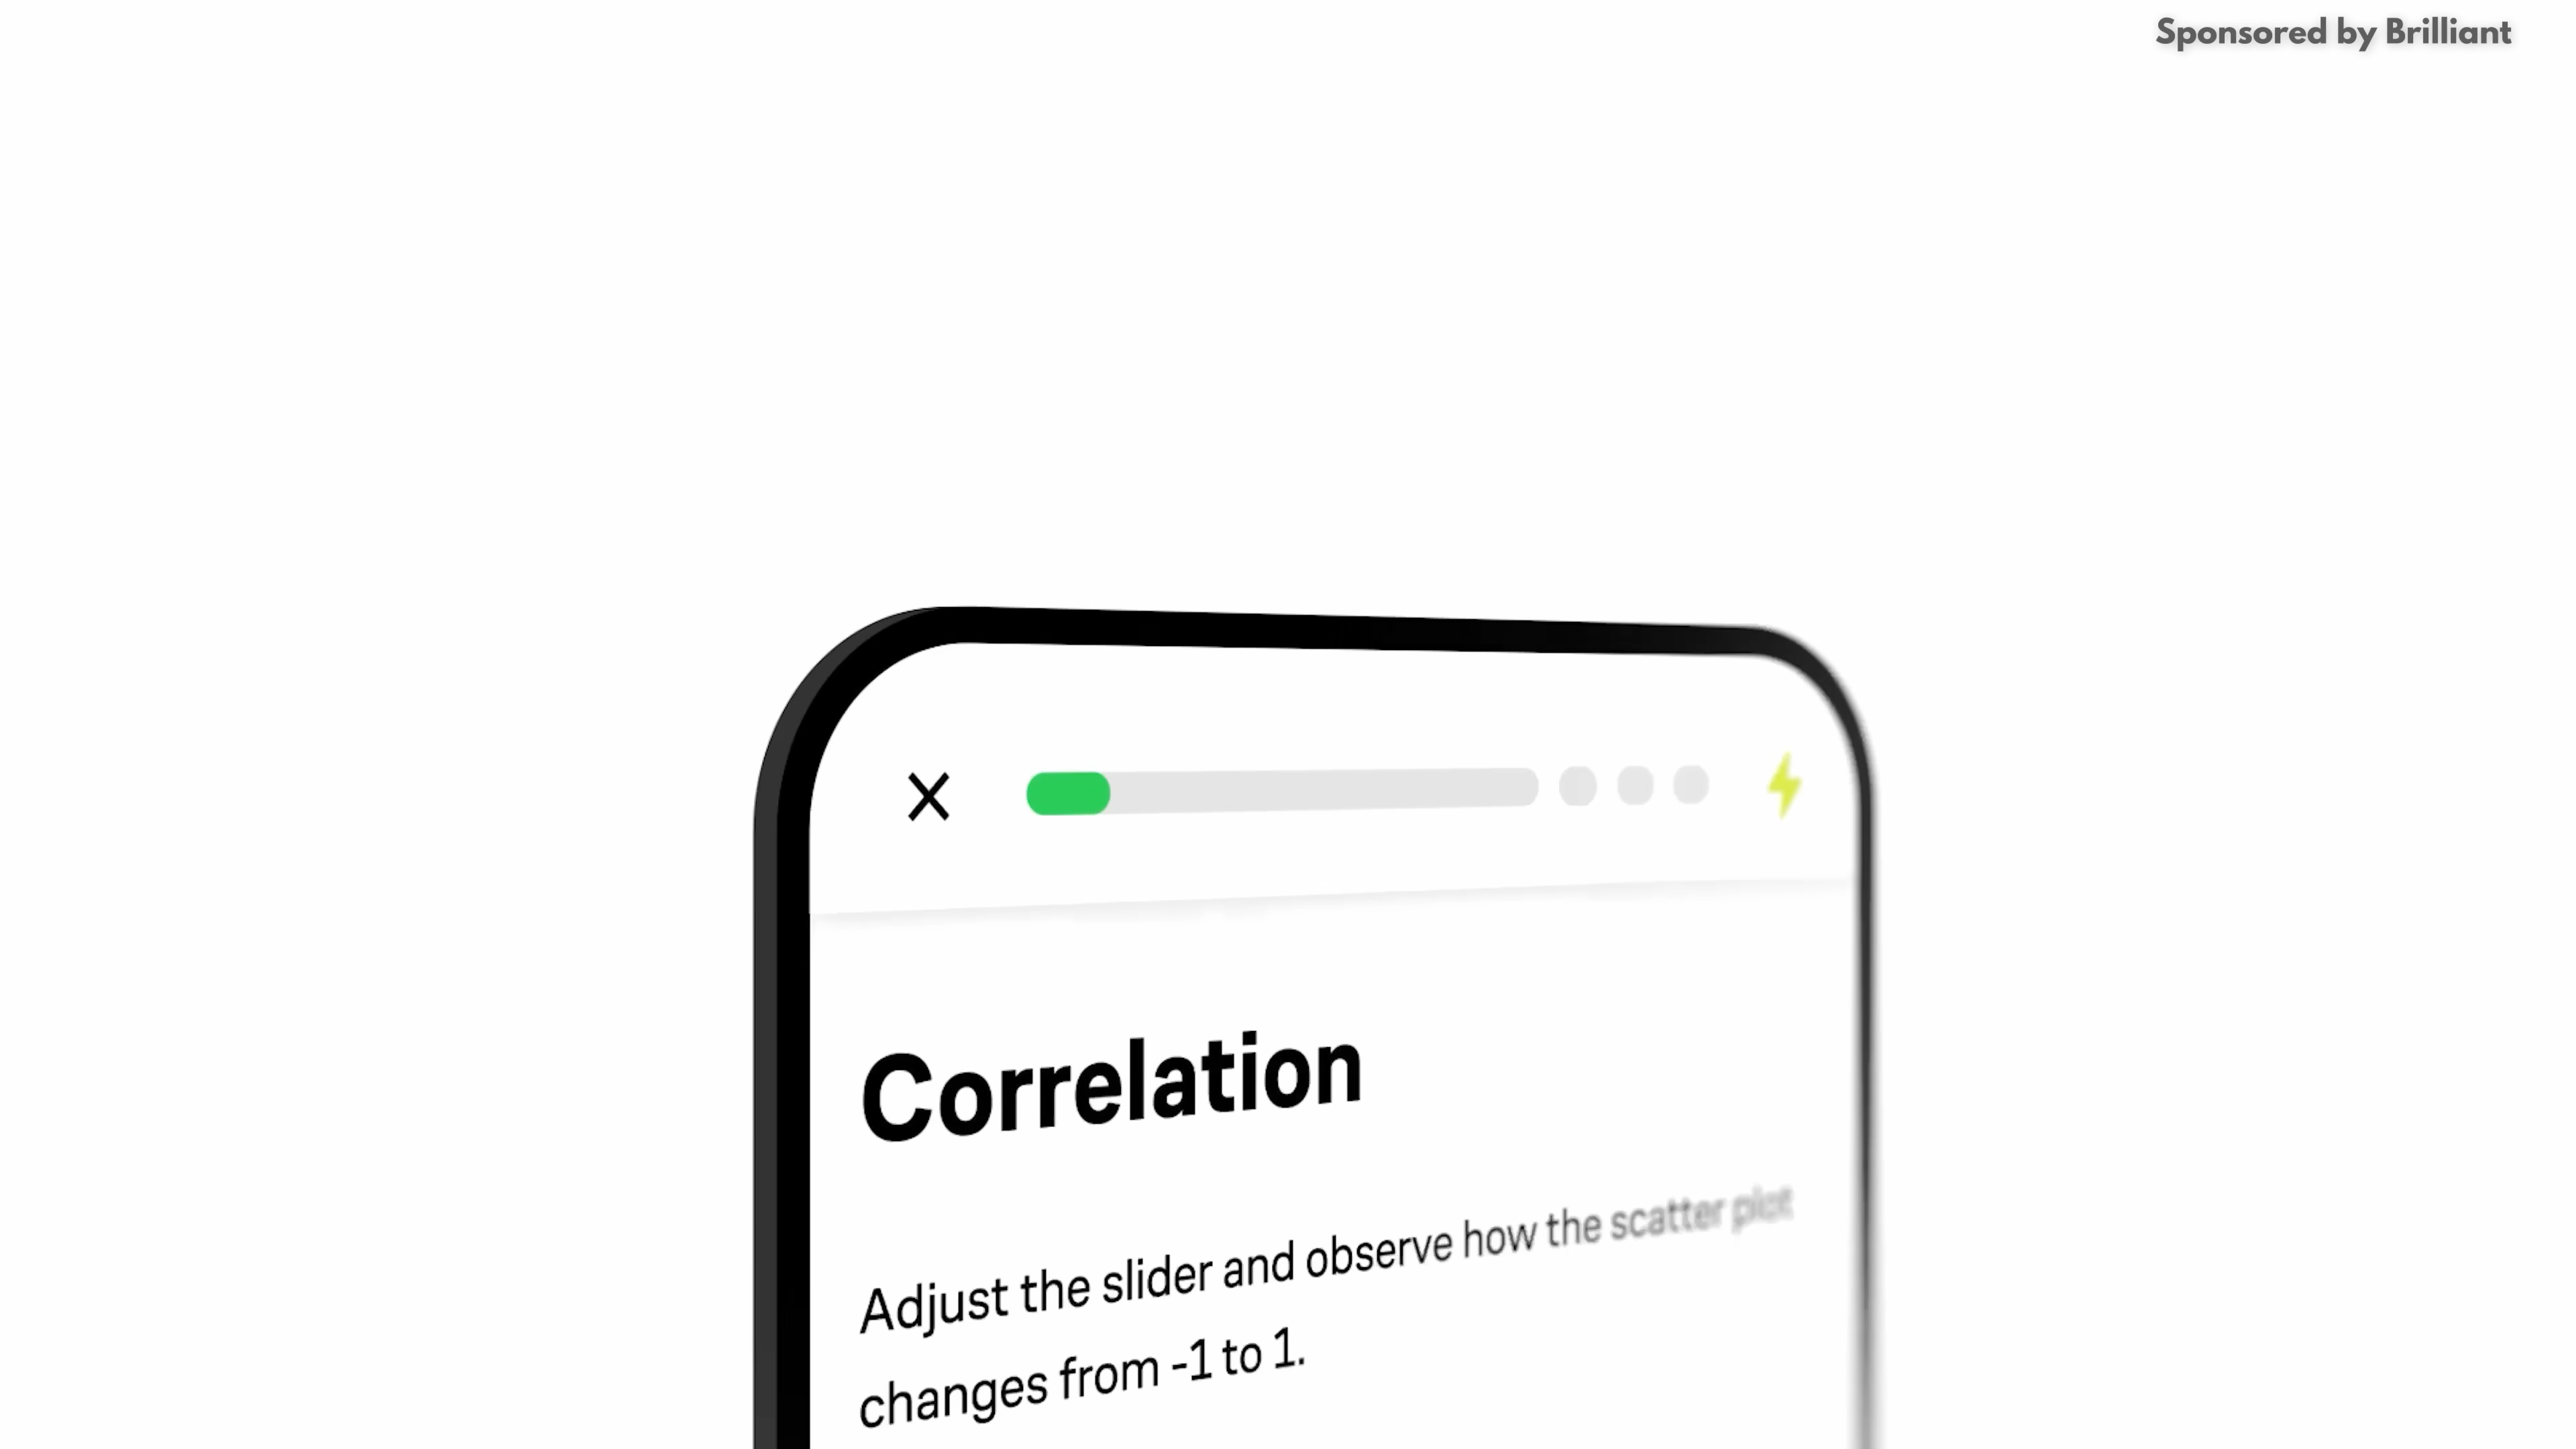 Sponsored by Brilliant
Correlation
Adjust the slider and observe how the scatter plot
changes from -1 to 1.